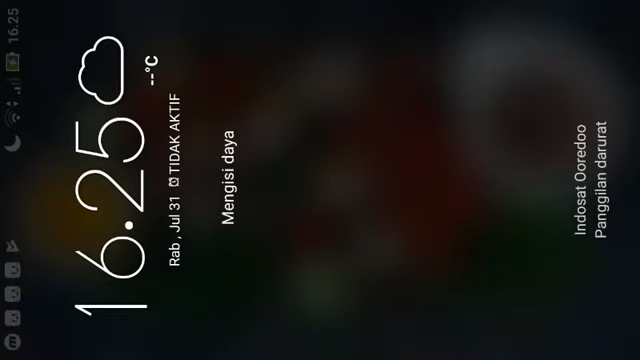 16.25
16.25
--°C
Rab , Jul 31 TIDAK AKTIF
Mengisi daya
Indosat Ooredoo
Panggilan darurat